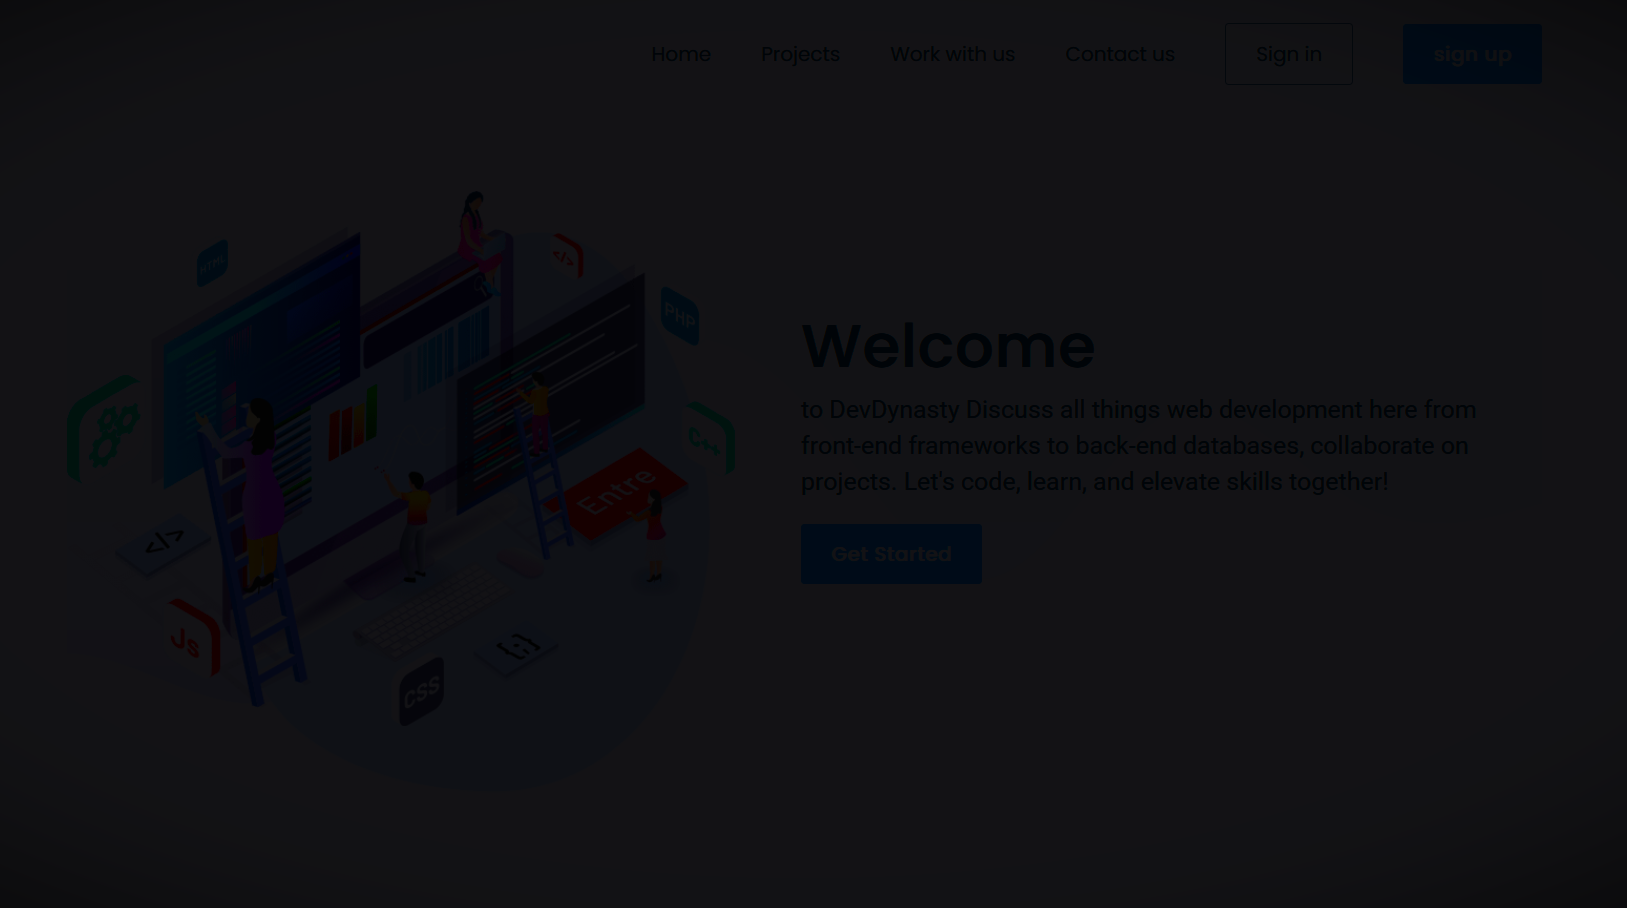 Home Projects Work with us Contact us Sign in sign up
HTML
</>
PHP
C++
Welcome
to DevDynasty Discuss all things web development here from
front-end frameworks to back-end databases, collaborate on
projects. Let's code, learn, and elevate skills together!
Entre
Get Started
</>
Js
{;}
CSS